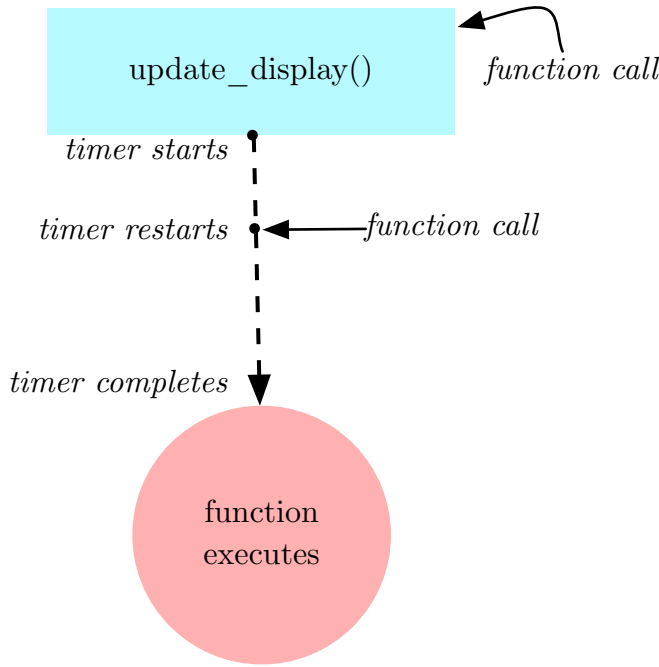 update_display()
function call
timer starts
timer restarts
function call
timer completes
function
executes